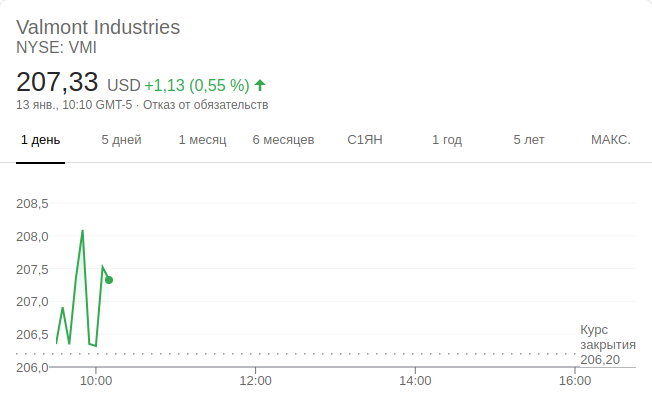 Valmont Industries
NYSE: VMI
207,33 USD +1,13 (0,55 %)
13 янв., 10:10 GMT-5 · Отказ от обязательств
1 день 5 дней 1 месяц 6 месяцев С1ЯН 1 год 5 лет МАКС.
208,5
208,0
207,5
207,0
206,5
206,0
Курс
закрытия
206,20
10:00 12:00 14:00 16:00